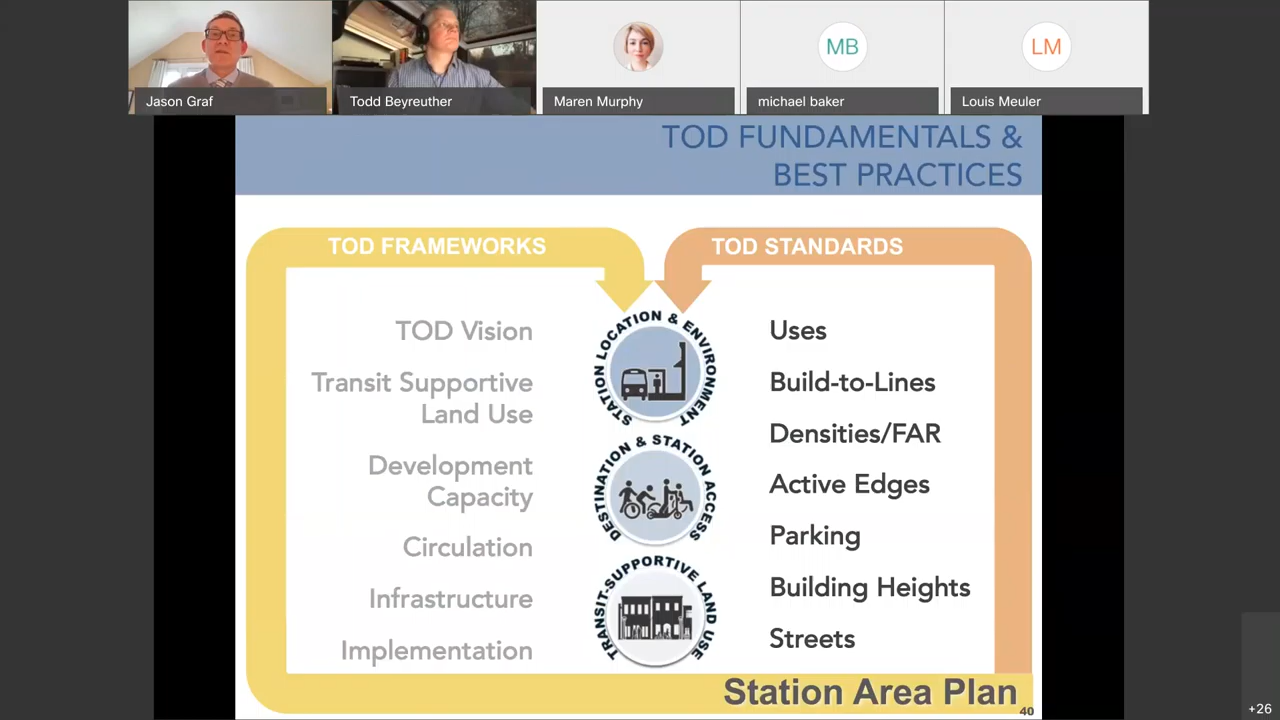 Jason Graf
Todd Beyreuther
Maren Murphy
MB
michael baker
LM
Louis Meuler
TOD FUNDAMENTALS &
BEST PRACTICES
TOD FRAMEWORKS
TOD STANDARDS
TOD Vision
Transit Supportive
Land Use
Development
Capacity
Circulation
Infrastructure
Implementation
STATION LOCATION & ENVIRONMENT
DESTINATION & STATION ACCESS
TRANSIT-SUPPORTIVE LAND USE
Uses
Build-to-Lines
Densities/FAR
Active Edges
Parking
Building Heights
Streets
Station Area Plan
40
+26